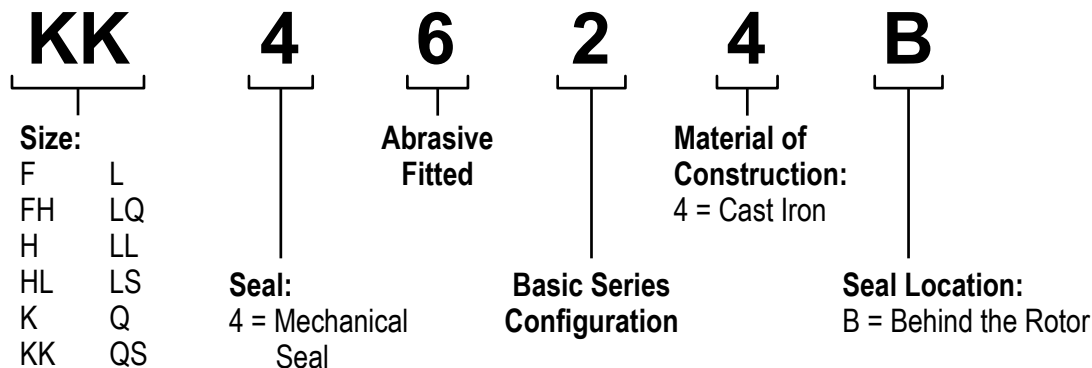 KK 4 6 2 4 B
Size:
F L
FH LQ
H LL
HL LS
K Q
KK QS
Seal:
4 = Mechanical
Seal
Abrasive
Fitted
Basic Series
Configuration
Material of
Construction:
4 = Cast Iron
Seal Location:
B = Behind the Rotor